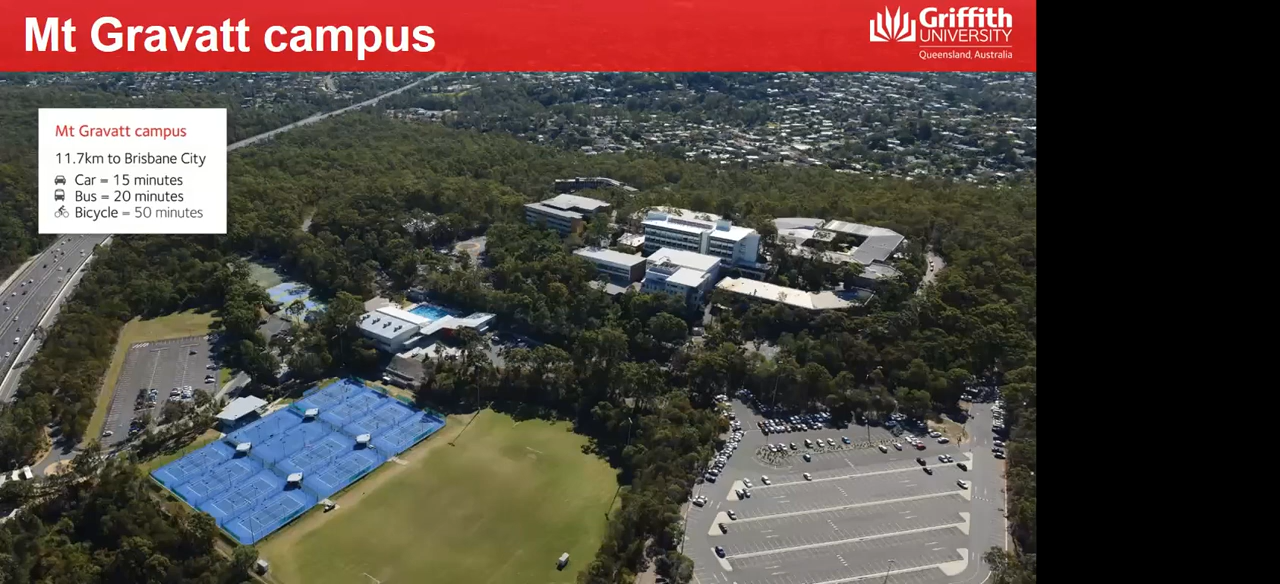 Mt Gravatt campus
Griffith
UNIVERSITY
Queensland, Australia
Mt Gravatt campus
11.7km to Brisbane City
Car = 15 minutes
Bus = 20 minutes
Bicycle = 50 minutes